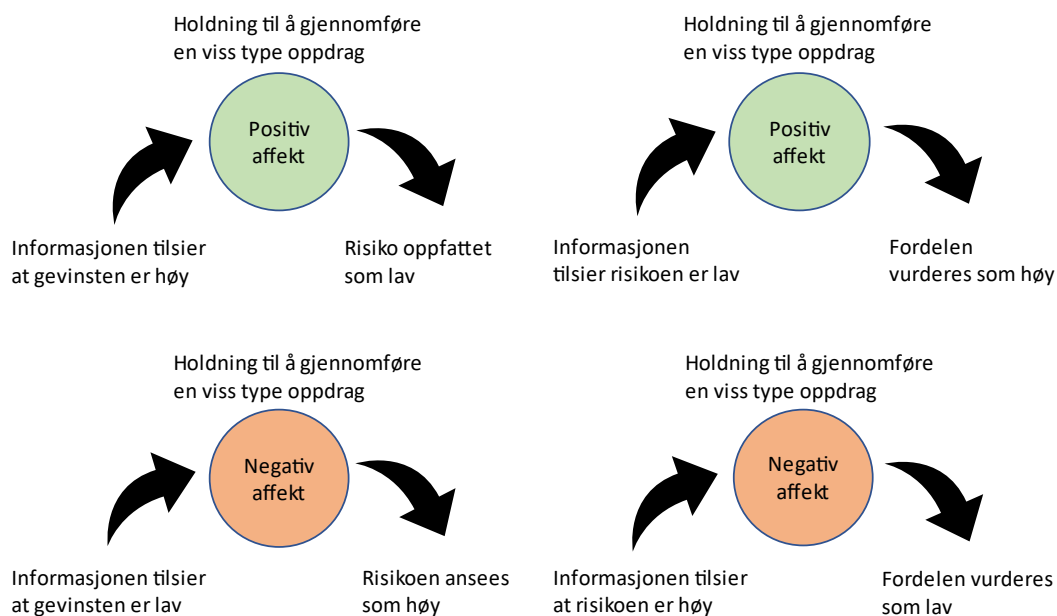 Holdning til å gjennomføre
en viss type oppdrag
Positiv
affekt
Informasjonen tilsier
at gevinsten er høy
Risiko oppfattet
som lav
Holdning til å gjennomføre
en viss type oppdrag
Positiv
affekt
Informasjonen
tilsier risikoen er lav
Fordelen
vurderes som høy
Holdning til å gjennomføre
en viss type oppdrag
Negativ
affekt
Informasjonen tilsier
at gevinsten er lav
Risikoen ansees
som høy
Holdning til å gjennomføre
en viss type oppdrag
Negativ
affekt
Informasjonen tilsier
at risikoen er høy
Fordelen vurderes
som lav